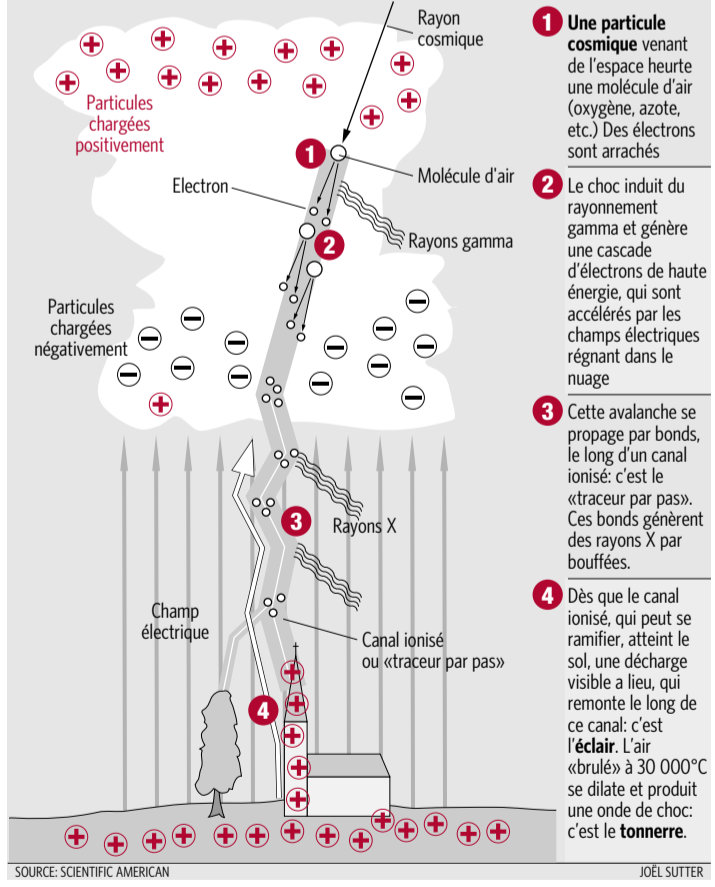 Rayon
cosmique
Particules
chargées
positivement
1
Molécule d'air
Electron
2
Rayons gamma
Particules
chargées
négativement
3
Rayons X
Champ
électrique
Canal ionisé
ou «traceur par pas»
4
1 Une particule
cosmique venant
de l'espace heurte
une molécule d'air
(oxygène, azote,
etc.) Des électrons
sont arrachés
2 Le choc induit du
rayonnement
gamma et génère
une cascade
d'électrons de haute
énergie, qui sont
accélérés par les
champs électriques
régnant dans le
nuage
3 Cette avalanche se
propage par bonds,
le long d'un canal
ionisé: c'est le
«traceur par pas».
Ces bonds génèrent
des rayons X par
bouffées.
4 Dès que le canal
ionisé, qui peut se
ramifier, atteint le
sol, une décharge
visible a lieu, qui
remonte le long de
ce canal: c'est
l'éclair. L'air
«brulé» à 30 000°C
se dilate et produit
une onde de choc:
c'est le tonnerre.
SOURCE: SCIENTIFIC AMERICAN
JOËL SUTTER